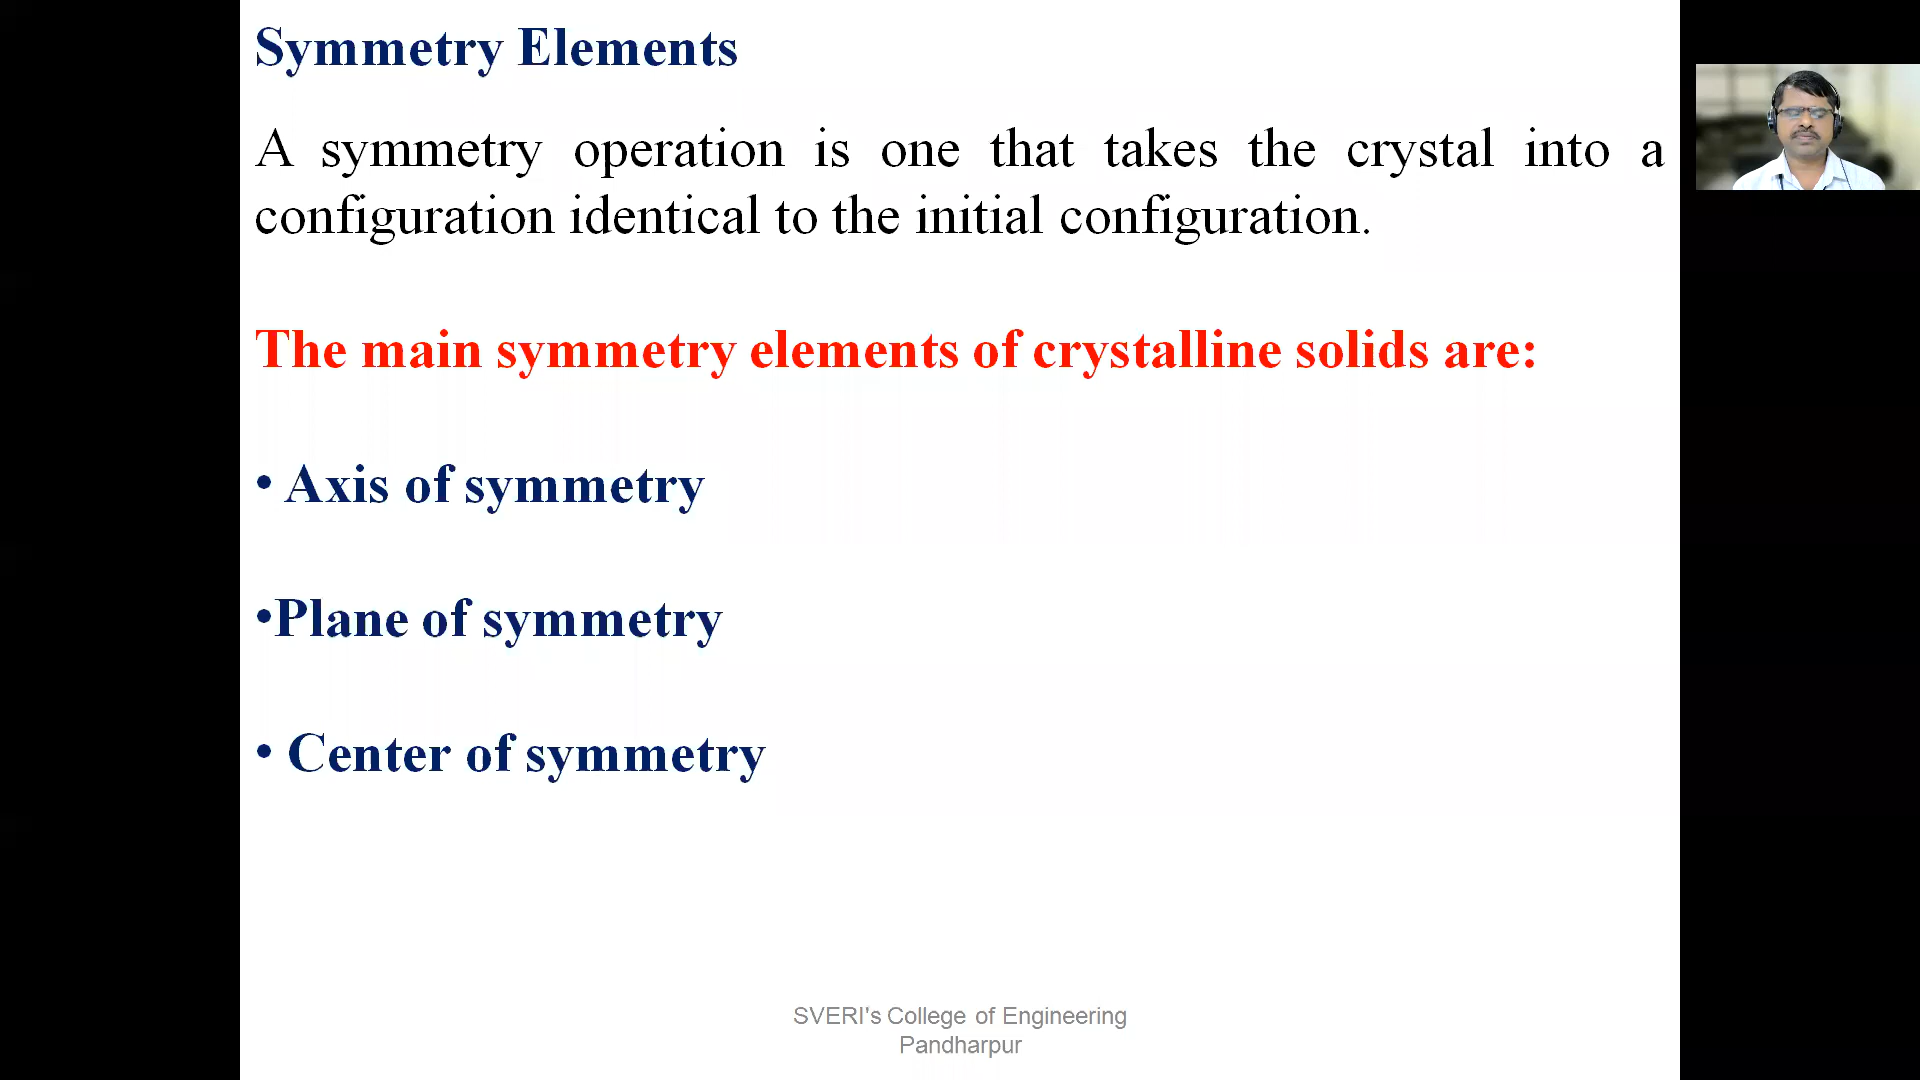 Symmetry Elements
A symmetry operation is one that takes the crystal into a
configuration identical to the initial configuration.
The main symmetry elements of crystalline solids are:
• Axis of symmetry
•Plane of symmetry
• Center of symmetry
SVERI's College of Engineering
Pandharpur